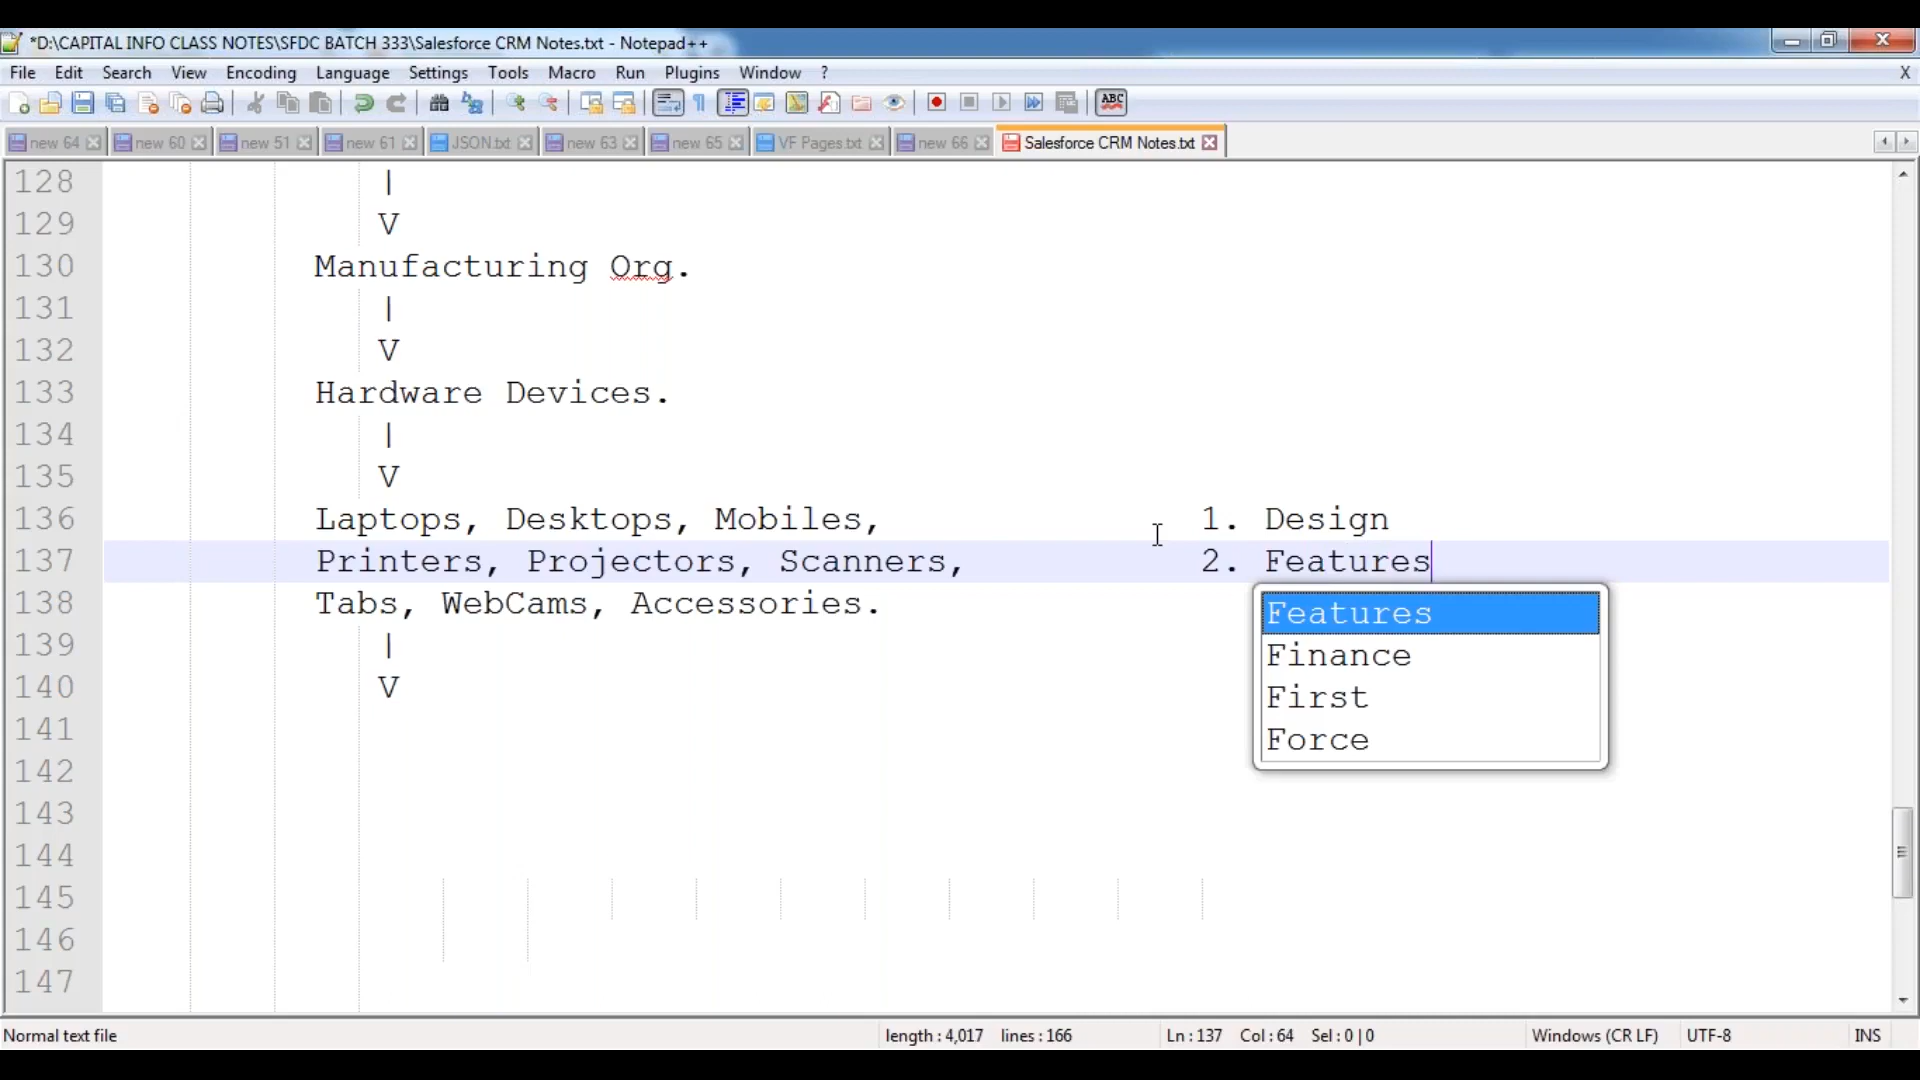 *D:\CAPITAL INFO CLASS NOTES\SFDC BATCH 333\Salesforce CRM Notes.txt - Notepad++
File Edit Search View Encoding Language Settings Tools Macro Run Plugins Window ? X
ABC
new 64 new 60 new 51 new 61 JSON.txt new 63 new 65 VF Pages.txt new 66 Salesforce CRM Notes.txt
128 |
129 V
130 Manufacturing Org.
131 |
132 V
133 Hardware Devices.
134 |
135 V
136 Laptops, Desktops, Mobiles, 1. Design
137 Printers, Projectors, Scanners, 2. Features
138 Tabs, WebCams, Accessories.
139 |
140 V
141
142
143
144
145
146
147
Features
Finance
First
Force
Normal text file length : 4,017 lines : 166 Ln : 137 Col : 64 Sel : 0 | 0 Windows (CR LF) UTF-8 INS